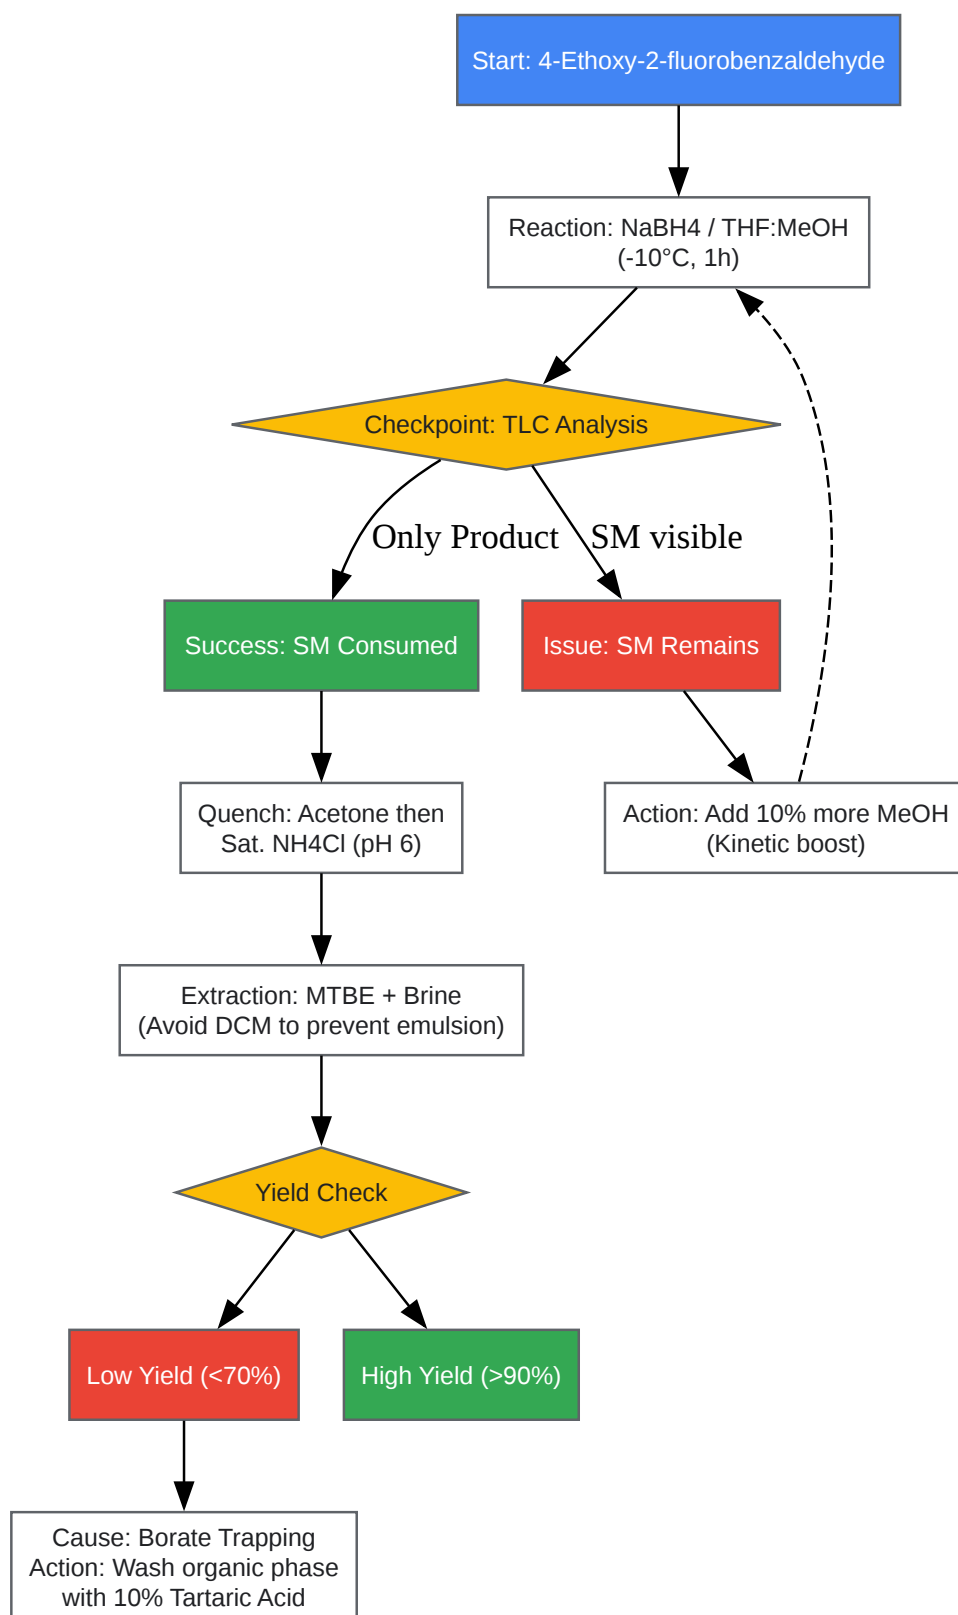 Start: 4-Ethoxy-2-fluorobenzaldehyde
Reaction: NaBH4 / THF:MeOH
(-10°C, 1h)
Checkpoint: TLC Analysis
Only Product
SM visible
Success: SM Consumed
Issue: SM Remains
Quench: Acetone then
Sat. NH4Cl (pH 6)
Action: Add 10% more MeOH
(Kinetic boost)
Extraction: MTBE + Brine
(Avoid DCM to prevent emulsion)
Yield Check
Low Yield (<70%)
High Yield (>90%)
Cause: Borate Trapping
Action: Wash organic phase
with 10% Tartaric Acid